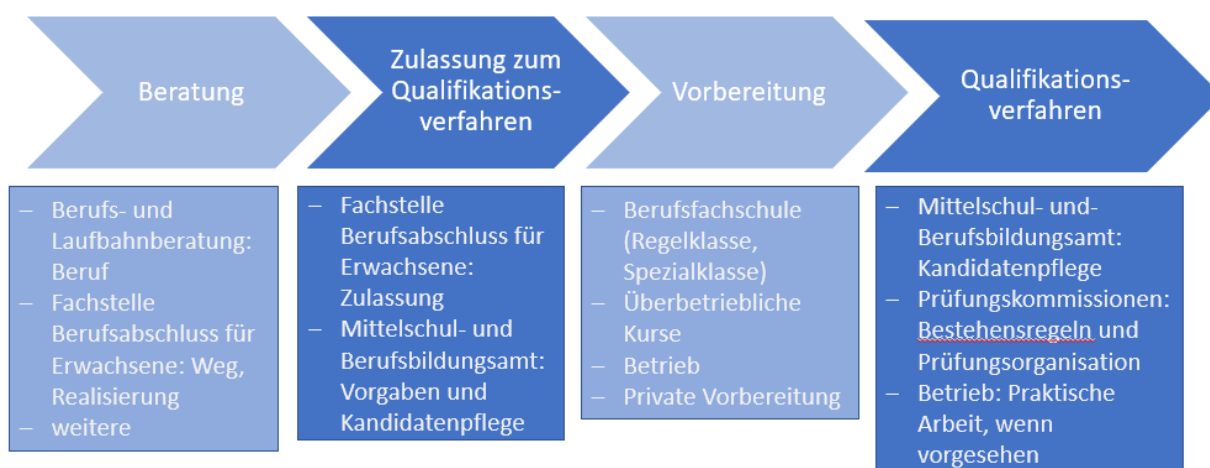 Beratung
Zulassung zum
Qualifikations-
verfahren
Vorbereitung
Qualifikations-
verfahren
– Berufs- und
Laufbahnberatung:
Beruf
– Fachstelle
Berufsabschluss für
Erwachsene: Weg,
Realisierung
– weitere
– Fachstelle
Berufsabschluss für
Erwachsene:
Zulassung
– Mittelschul- und
Berufsbildungsamt:
Vorgaben und
Kandidatenpflege
– Berufsfachschule
(Regelklasse,
Spezialklasse)
– Überbetriebliche
Kurse
– Betrieb
– Private Vorbereitung
– Mittelschul- und-
Berufsbildungsamt:
Kandidatenpflege
– Prüfungskommissionen:
Bestehensregeln und
Prüfungsorganisation
– Betrieb: Praktische
Arbeit, wenn
vorgesehen